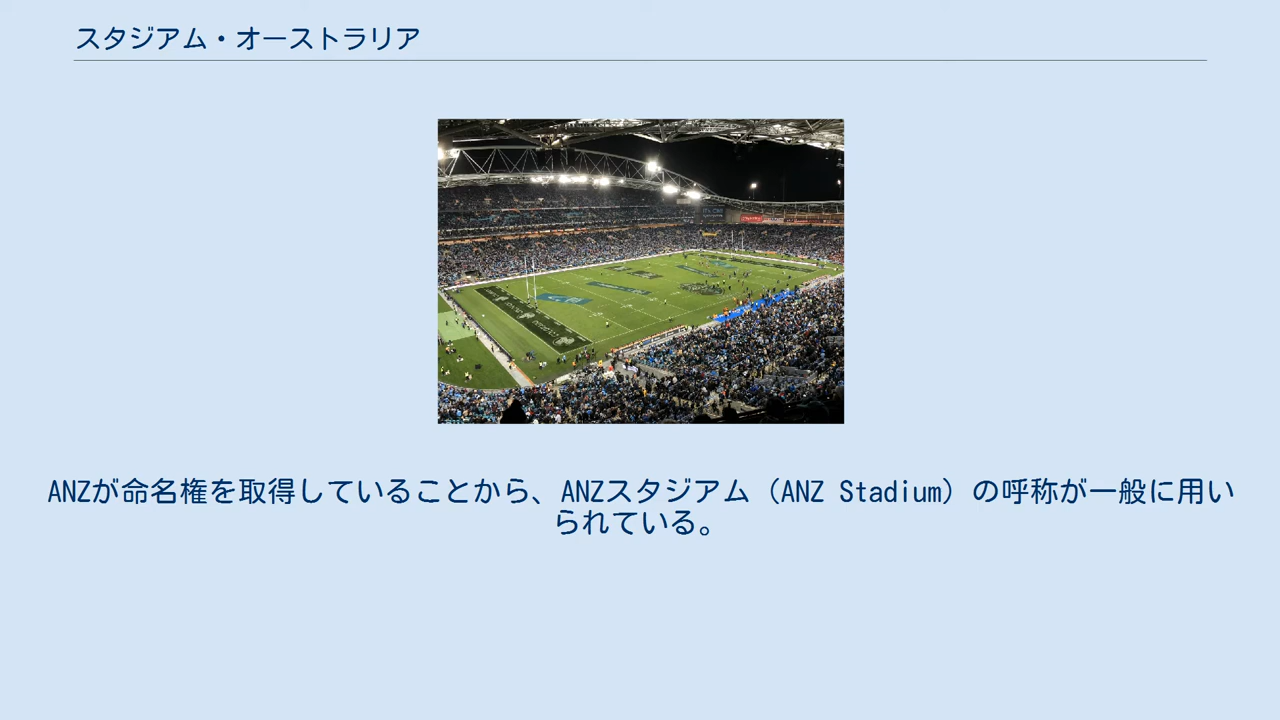 スタジアム・オーストラリア
ANZが命名権を取得していることから、ANZスタジアム（ANZ Stadium）の呼称が一般に用い
られている。